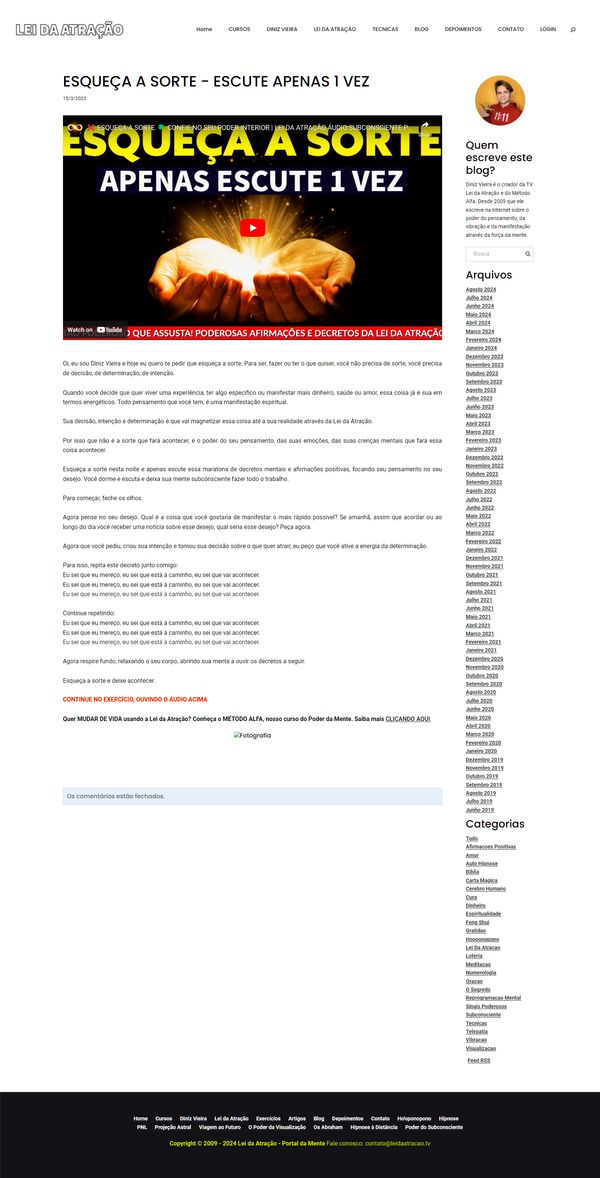 LEI DA ATRAÇÃO
Home CURSOS DINIZ VIEIRA LEI DA ATRAÇÃO TECNICAS BLOG DEPOIMENTOS CONTATO LOGIN
ESQUEÇA A SORTE - ESCUTE APENAS 1 VEZ
15/3/2023
11:11
ESQUEÇA A SORTE CONFIE NO SEU PODER INTERIOR | LEI DA ATRAÇÃO ÁUDIO SUBCONSCIENTE P...
ESQUEÇA A SORTE
APENAS ESCUTE 1 VEZ
Watch on YouTube
O QUE ASSUSTA! PODEROSAS AFIRMAÇÕES E DECRETOS DA LEI DA ATRAÇÃO
Oi, eu sou Diniz Vieira e hoje eu quero te pedir que esqueça a sorte. Para ser, fazer ou ter o que quiser, você não precisa de sorte, você precisa
de decisão, de determinação, de intenção.
Quando você decide que quer viver uma experiência, ter algo específico ou manifestar mais dinheiro, saúde ou amor, essa coisa já é sua em
termos energéticos. Todo pensamento que você tem, é uma manifestação espiritual.
Sua decisão, intenção e determinação é que vai magnetizar essa coisa até a sua realidade através da Lei da Atração.
Por isso que não é a sorte que fará acontecer, é o poder do seu pensamento, das suas emoções, das suas crenças mentais que fará essa
coisa acontecer.
Esqueça a sorte nesta noite e apenas escute essa maratona de decretos mentais e afirmações positivas, focando seu pensamento no seu
desejo. Você dorme e escuta e deixa sua mente subconsciente fazer todo o trabalho.
Para começar, feche os olhos.
Agora pense no seu desejo. Qual é a coisa que você gostaria de manifestar o mais rápido possível? Se amanhã, assim que acordar ou ao
longo do dia você receber uma notícia sobre esse desejo, qual seria esse desejo? Peça agora.
Agora que você pediu, criou sua intenção e tomou sua decisão sobre o que quer atrair, eu peço que você ative a energia da determinação.
Para isso, repita este decreto junto comigo:
Eu sei que eu mereço, eu sei que está à caminho, eu sei que vai acontecer.
Eu sei que eu mereço, eu sei que está à caminho, eu sei que vai acontecer.
Eu sei que eu mereço, eu sei que está à caminho, eu sei que vai acontecer.
Continue repetindo:
Eu sei que eu mereço, eu sei que está à caminho, eu sei que vai acontecer.
Eu sei que eu mereço, eu sei que está à caminho, eu sei que vai acontecer.
Eu sei que eu mereço, eu sei que está à caminho, eu sei que vai acontecer.
Agora respire fundo, relaxando o seu corpo, abrindo sua mente a ouvir os decretos a seguir.
Esqueça a sorte e deixe acontecer.
CONTINUE NO EXERCÍCIO, OUVINDO O ÁUDIO ACIMA
Quer MUDAR DE VIDA usando a Lei da Atração? Conheça o MÉTODO ALFA, nosso curso do Poder da Mente. Saiba mais CLICANDO AQUI
Fotografia
Os comentários estão fechados.
Quem
escreve este
blog?
Diniz Vieira é o criador da TV
Lei da Atração e do Método
Alfa. Desde 2009 que ele
escreve na Internet sobre o
poder do pensamento, da
vibração e da manifestação
através da força da mente.
Busca
Arquivos
Agosto 2024
Julho 2024
Junho 2024
Maio 2024
Abril 2024
Março 2024
Fevereiro 2024
Janeiro 2024
Dezembro 2023
Novembro 2023
Outubro 2023
Setembro 2023
Agosto 2023
Julho 2023
Junho 2023
Maio 2023
Abril 2023
Março 2023
Fevereiro 2023
Janeiro 2023
Dezembro 2022
Novembro 2022
Outubro 2022
Setembro 2022
Agosto 2022
Julho 2022
Junho 2022
Maio 2022
Abril 2022
Março 2022
Fevereiro 2022
Janeiro 2022
Dezembro 2021
Novembro 2021
Outubro 2021
Setembro 2021
Agosto 2021
Julho 2021
Junho 2021
Maio 2021
Abril 2021
Março 2021
Fevereiro 2021
Janeiro 2021
Dezembro 2020
Novembro 2020
Outubro 2020
Setembro 2020
Agosto 2020
Julho 2020
Junho 2020
Maio 2020
Abril 2020
Março 2020
Fevereiro 2020
Janeiro 2020
Dezembro 2019
Novembro 2019
Outubro 2019
Setembro 2019
Agosto 2019
Julho 2019
Junho 2019
Categorias
Tudo
Afirmacoes Positivas
Amor
Auto Hipnose
Biblia
Carta Magica
Cerebro Humano
Cura
Dinheiro
Espiritualidade
Feng Shui
Gratidao
Hooponopono
Lei Da Atracao
Loteria
Meditacao
Numerologia
Oracao
O Segredo
Reprogramacao Mental
Sinais Poderosos
Subconsciente
Tecnicas
Telepatia
Vibracao
Visualizacao
Feed RSS
Home Cursos Diniz Vieira Lei da Atração Exercícios Artigos Blog Depoimentos Contato Ho'oponopono Hipnose
PNL Projeção Astral Viagem ao Futuro O Poder da Visualização Os Abraham Hipnose à Distância Poder do Subconsciente
Copyright © 2009 - 2024 Lei da Atração - Portal da Mente Fale conosco: contato@leidaatracao.tv